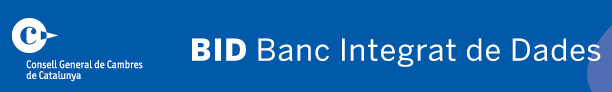 BID Banc Integrat de Dades
Consell General de Cambres
de Catalunya